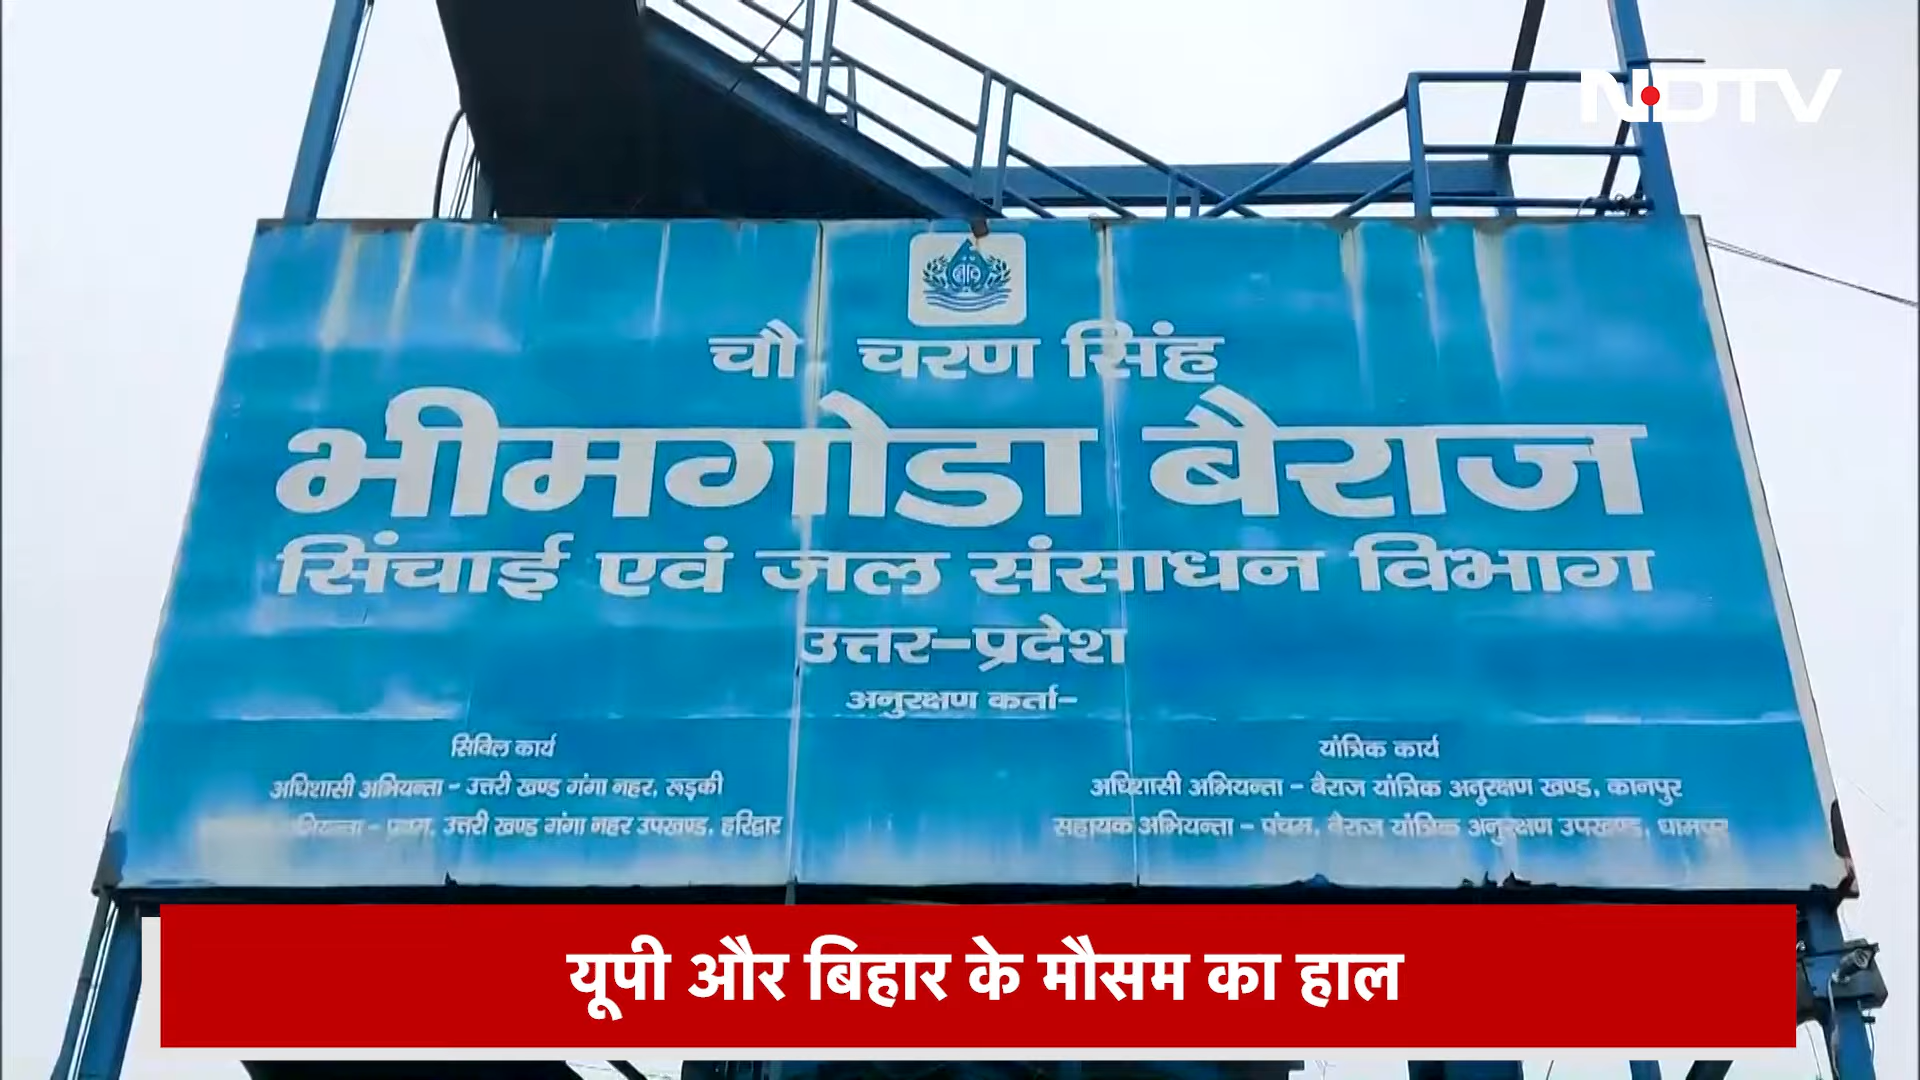 NDTV
चौ चरण सिंह
भीमगोडा बैराज
सिंचाई एवं जल संसाधन विभाग
उत्तर-प्रदेश
अनुरक्षण कर्ता-
सिविल कार्य
अधिशासी अभियन्ता - उत्तरी खण्ड गंगा नहर, रूड़की
उत्तरी खण्ड गंगा नहर उपखण्ड, हरिद्वार
यांत्रिक कार्य
अधिशासी अभियन्ता - बैराज यांत्रिक अनुरक्षण खण्ड, कानपुर
सहायक अभियन्ता - पंचम, बैराज यांत्रिक अनुरक्षण उपखण्ड, धामपुर
यूपी और बिहार के मौसम का हाल